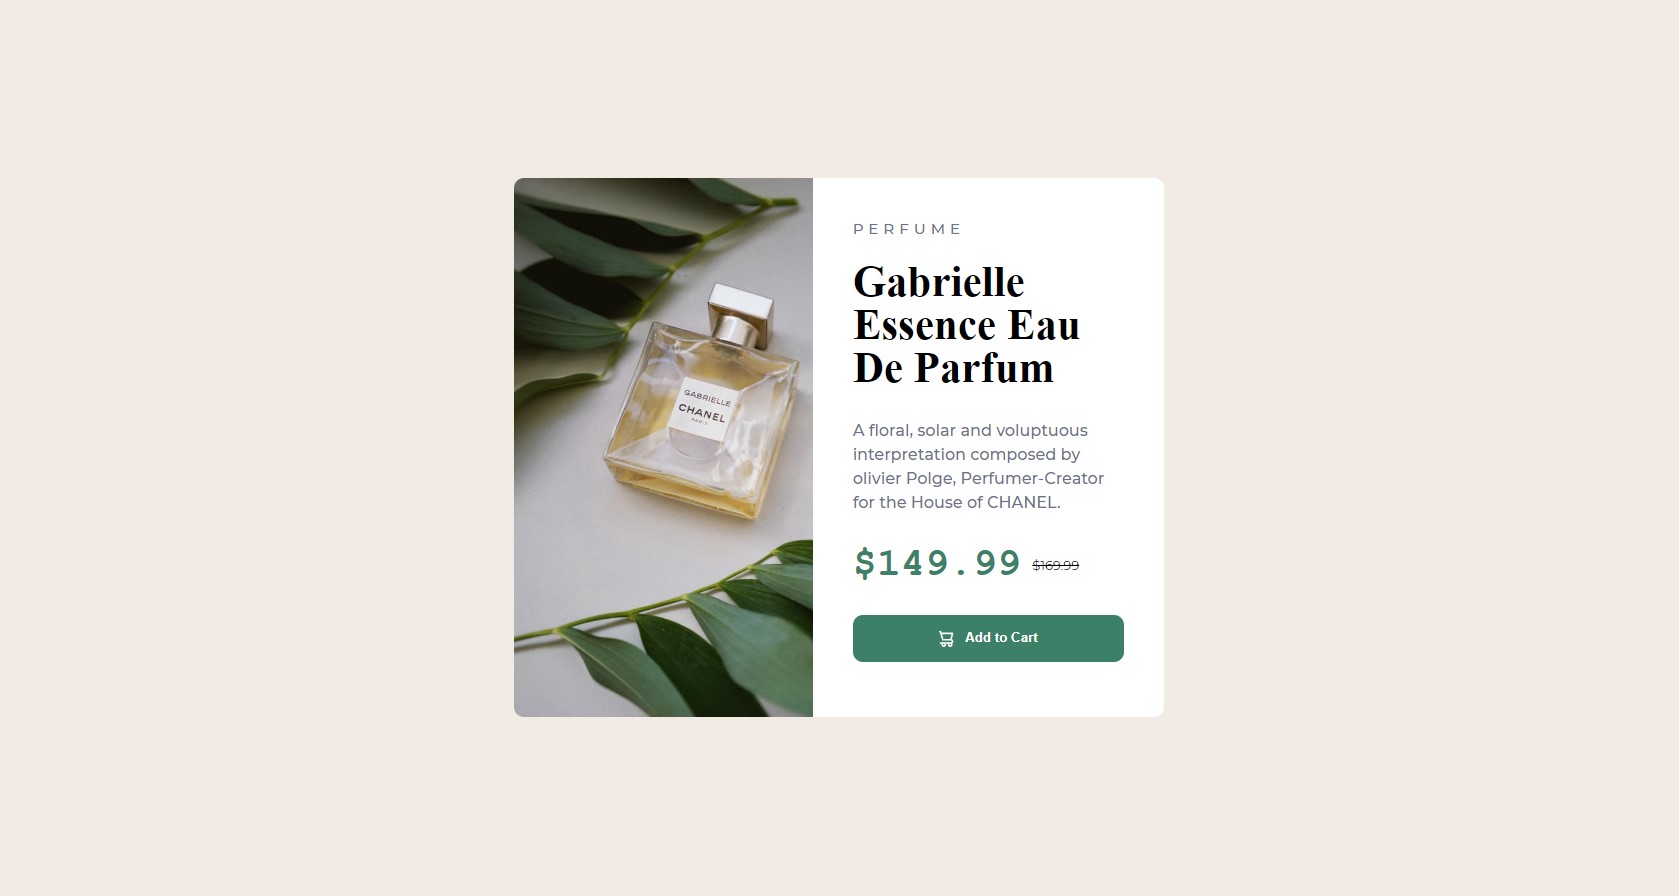 PERFUME
Gabrielle
Essence Eau
De Parfum
GABRIELLE
CHANEL
PARIS
A floral, solar and voluptuous
interpretation composed by
olivier Polge, Perfumer-Creator
for the House of CHANEL.
$149.99 $169.99
Add to Cart